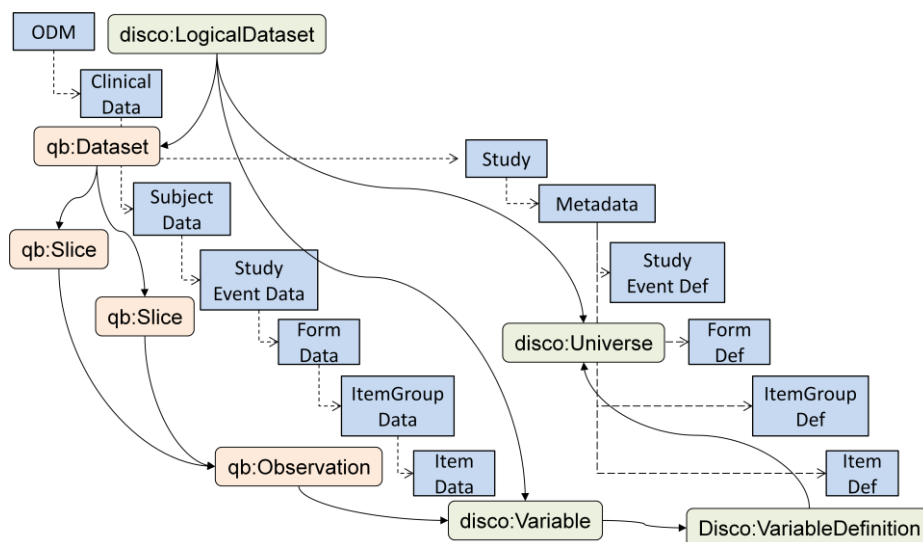 ODM
disco:LogicalDataset
Clinical
Data
qb:Dataset
Study
Subject
Data
Metadata
qb:Slice
Study
Event Data
Study
Event Def
qb:Slice
Form
Data
disco:Universe
Form
Def
ItemGroup
Data
ItemGroup
Def
qb:Observation
Item
Data
Item
Def
disco:Variable
Disco:VariableDefinition